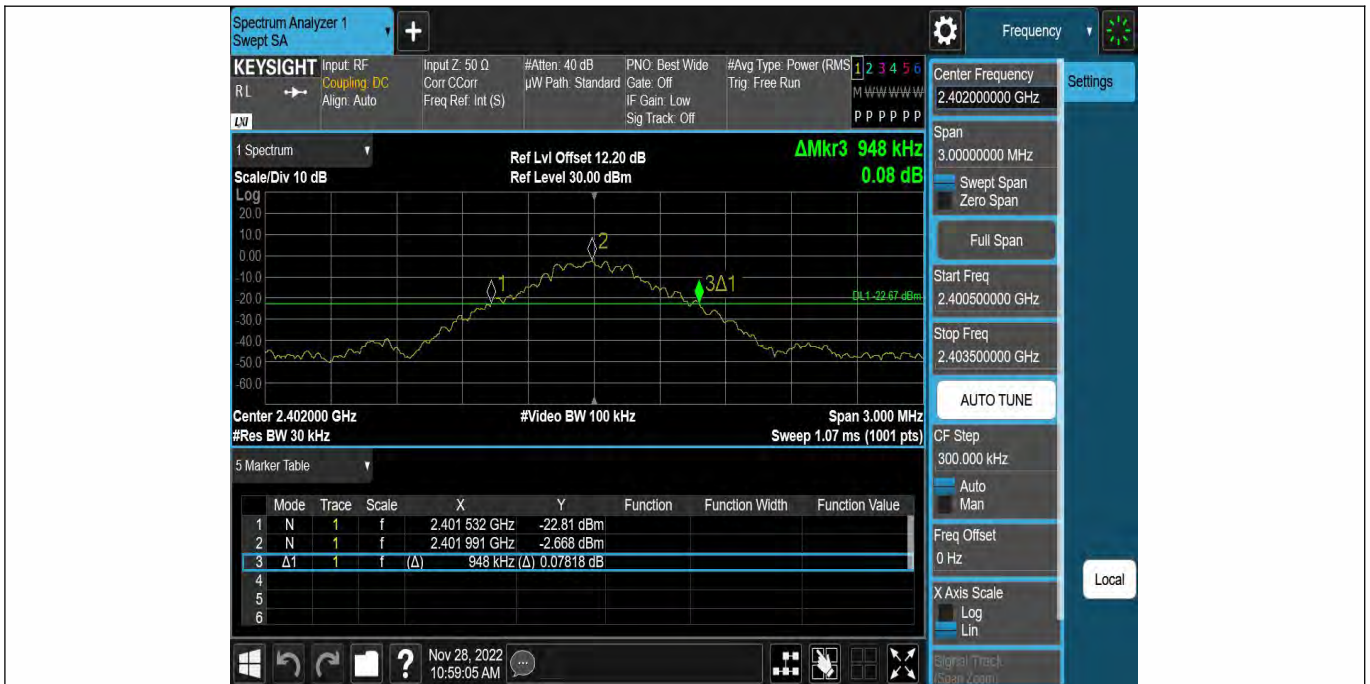 Spectrum Analyzer 1
Swept SA
+
Frequency
KEYSIGHT
RL
LXI
Input: RF
Coupling: DC
Align: Auto
Input Z: 50 Ω
Corr CCorr
Freq Ref: Int (S)
#Atten: 40 dB
µW Path: Standard
PNO: Best Wide
Gate: Off
IF Gain: Low
Sig Track: Off
#Avg Type: Power (RMS
Trig: Free Run
1 2 3 4 5 6
M W W W W W
P P P P P P
Center Frequency
2.402000000 GHz
Settings
Span
3.00000000 MHz
Swept Span
Zero Span
Full Span
Start Freq
2.400500000 GHz
Stop Freq
2.403500000 GHz
AUTO TUNE
CF Step
300.000 kHz
Auto
Man
Freq Offset
0 Hz
X Axis Scale
Log
Lin
Signal Track
(Span Zoom)
Local
1 Spectrum
Scale/Div 10 dB
Ref Lvl Offset 12.20 dB
Ref Level 30.00 dBm
ΔMkr3 948 kHz
0.08 dB
Log
20.0
10.0
0.00
-10.0
-20.0
-30.0
-40.0
-50.0
-60.0
1
2
3Δ1
DL1 -22.67 dBm
Center 2.402000 GHz
#Video BW 100 kHz
Span 3.000 MHz
#Res BW 30 kHz
Sweep 1.07 ms (1001 pts)
5 Marker Table
Mode Trace Scale X Y Function Function Width Function Value
1 N 1 f 2.401 532 GHz -22.81 dBm
2 N 1 f 2.401 991 GHz -2.668 dBm
3 Δ1 1 f (Δ) 948 kHz (Δ) 0.07818 dB
4
5
6
?
Nov 28, 2022
10:59:05 AM